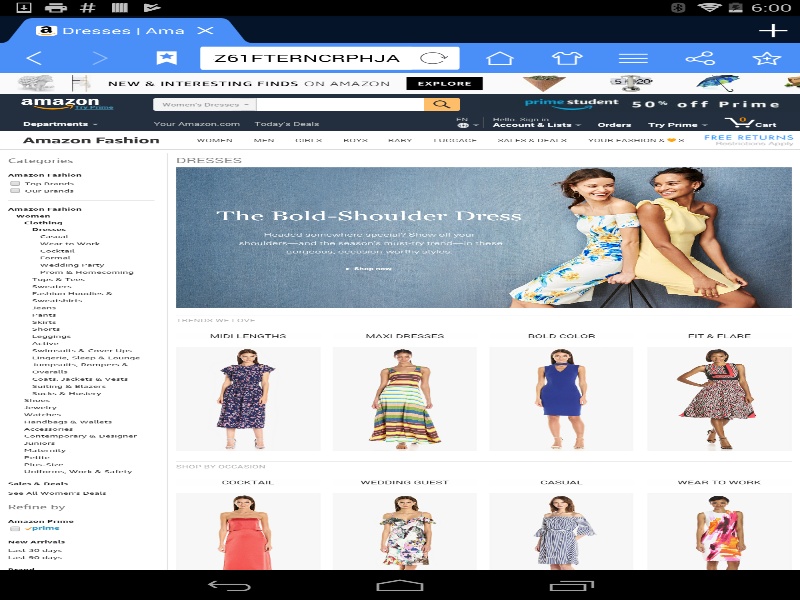 6:00
a Dresses | Ama
Z61FTERNCRPHJA
NEW & INTERESTING FINDS ON AMAZON EXPLORE
amazon
Try Prime
Women's Dresses
prime student 50% off Prime
Departments
Your Amazon.com Today's Deals
EN
Hello. Sign in
Account & Lists
Orders
Try Prime
0
Cart
Amazon Fashion
WOMEN MEN GIRLS BOYS BABY LUGGAGE SALES & DEALS YOUR FASHION & S
FREE RETURNS
Restrictions Apply
Categories
Amazon Fashion
Top Brands
Our Brands
Amazon Fashion
Women
Clothing
Dresses
Casual
Wear to Work
Cocktail
Formal
Wedding Party
Prom & Homecoming
Tops & Tees
Sweaters
Fashion Hoodies &
Sweatshirts
Jeans
Pants
Skirts
Shorts
Leggings
Active
Swimsuits & Cover Ups
Lingerie, Sleep & Lounge
Jumpsuits, Rompers &
Overalls
Coats, Jackets & Vests
Suiting & Blazers
Socks & Hosiery
Shoes
Jewelry
Watches
Handbags & Wallets
Accessories
Contemporary & Designer
Juniors
Maternity
Petite
Plus-Size
Uniforms, Work & Safety
Sales & Deals
See All Women's Deals
Refine by
Amazon Prime
prime
New Arrivals
Last 30 days
Last 90 days
Brand
DRESSES
The Bold-Shoulder Dress
Headed somewhere special? Show off your
shoulders—and the season's must-try trend—in these
gorgeous, occasion-worthy styles
Shop now
TRENDS WE LOVE
MIDI LENGTHS MAXI DRESSES BOLD COLOR FIT & FLARE
SHOP BY OCCASION
COCKTAIL WEDDING GUEST CASUAL WEAR TO WORK